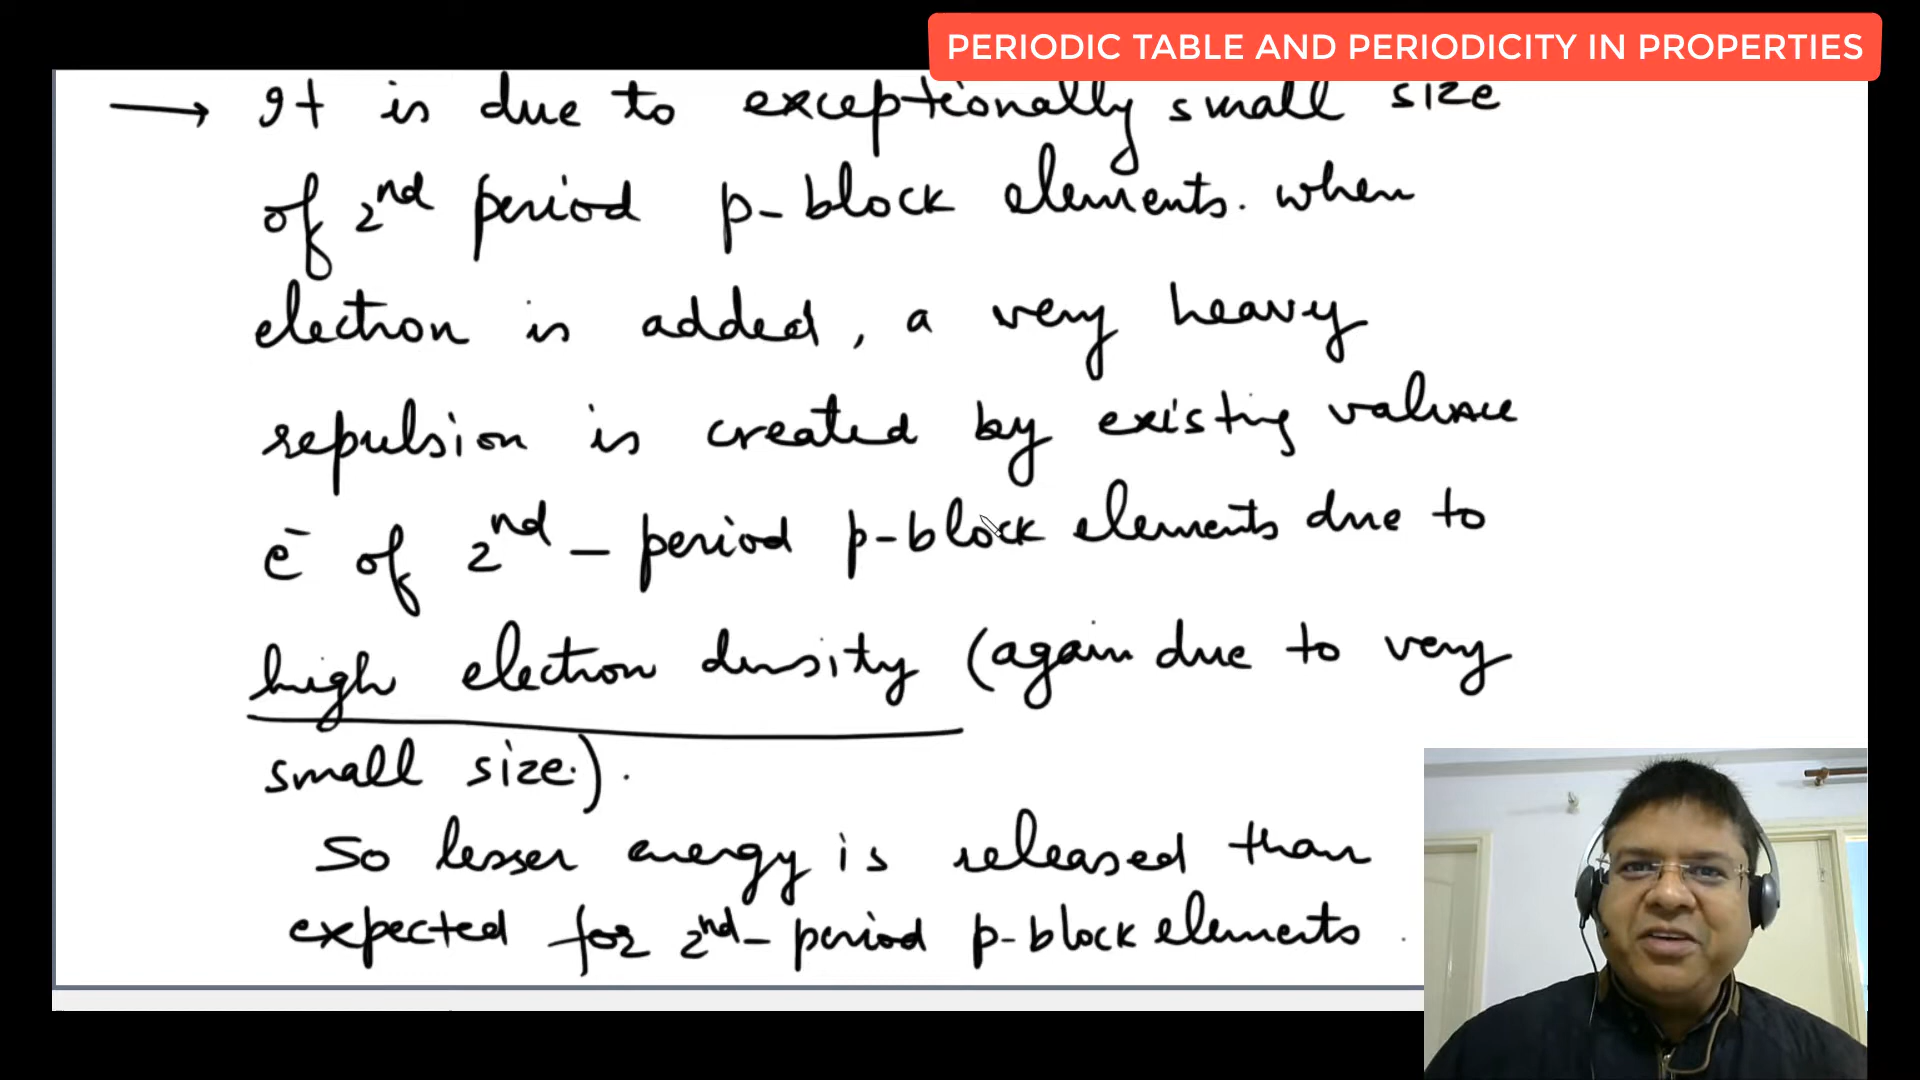 PERIODIC TABLE AND PERIODICITY IN PROPERTIES
→ It is due to exceptionally small size
of 2nd period p-block elements. when
electron is added, a very heavy
repulsion is created by existing valence
e⁻ of 2nd - period p-block elements due to
high electron density (again due to very
small size.).
So lesser energy is released than
expected for 2nd- period p-block elements.